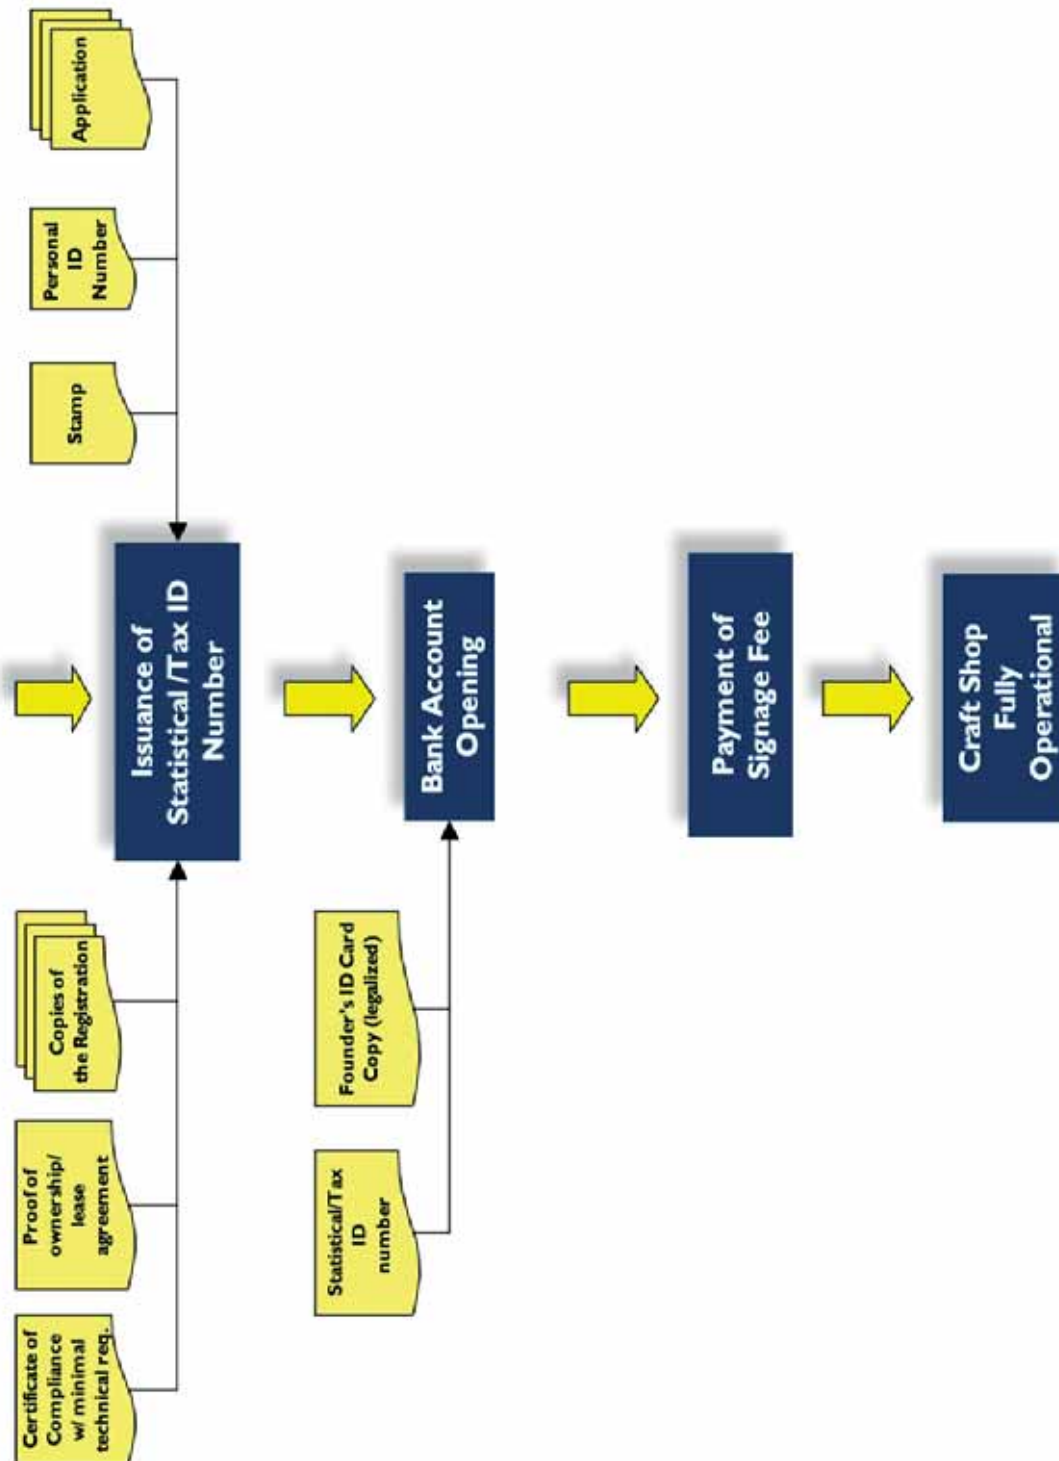 Certificate of
Compliance
w/ minimal
technical req.
Proof of
ownership/
lease
agreement
Copies of
the Registration
Issuance of
Statistical /Tax ID
Number
Stamp
Personal
ID
Number
Application
Statistical/Tax
ID
number
Founder's ID Card
Copy (legalized)
Bank Account
Opening
Payment of
Signage Fee
Craft Shop
Fully
Operational